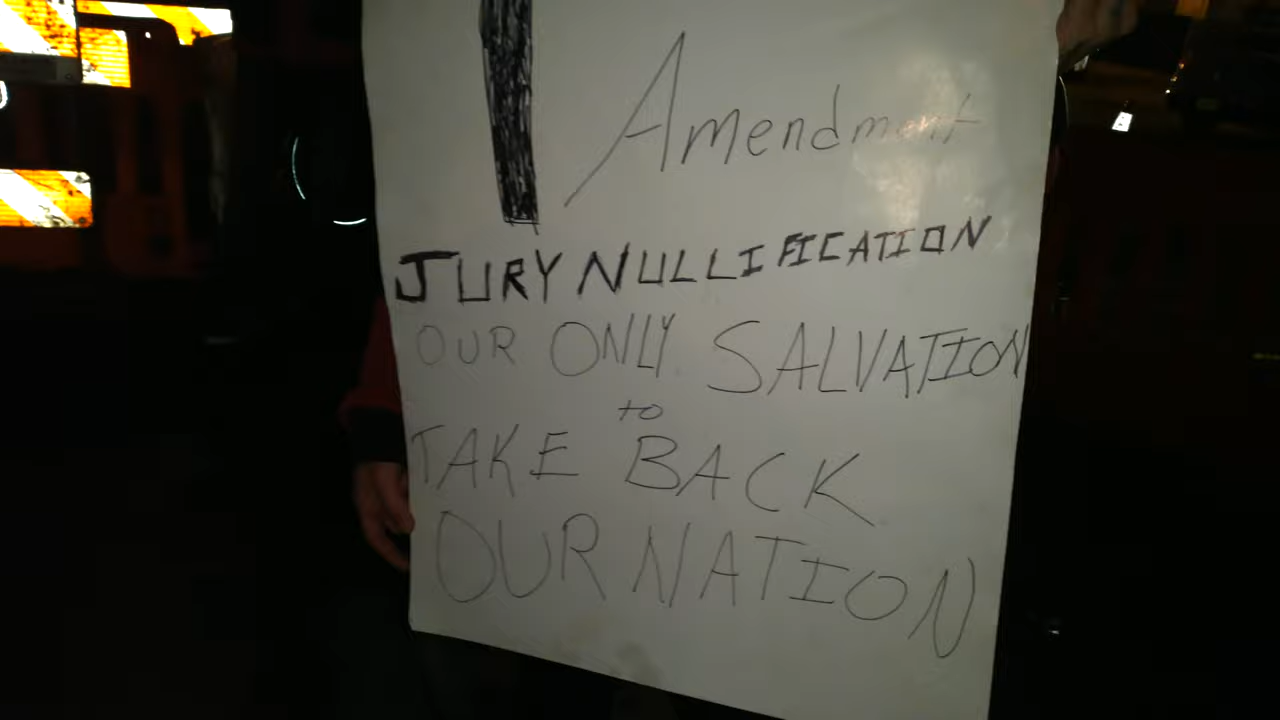 Amendment
JURY NULLIFICATION
OUR ONLY SALVATION
to
TAKE BACK
OUR NATION